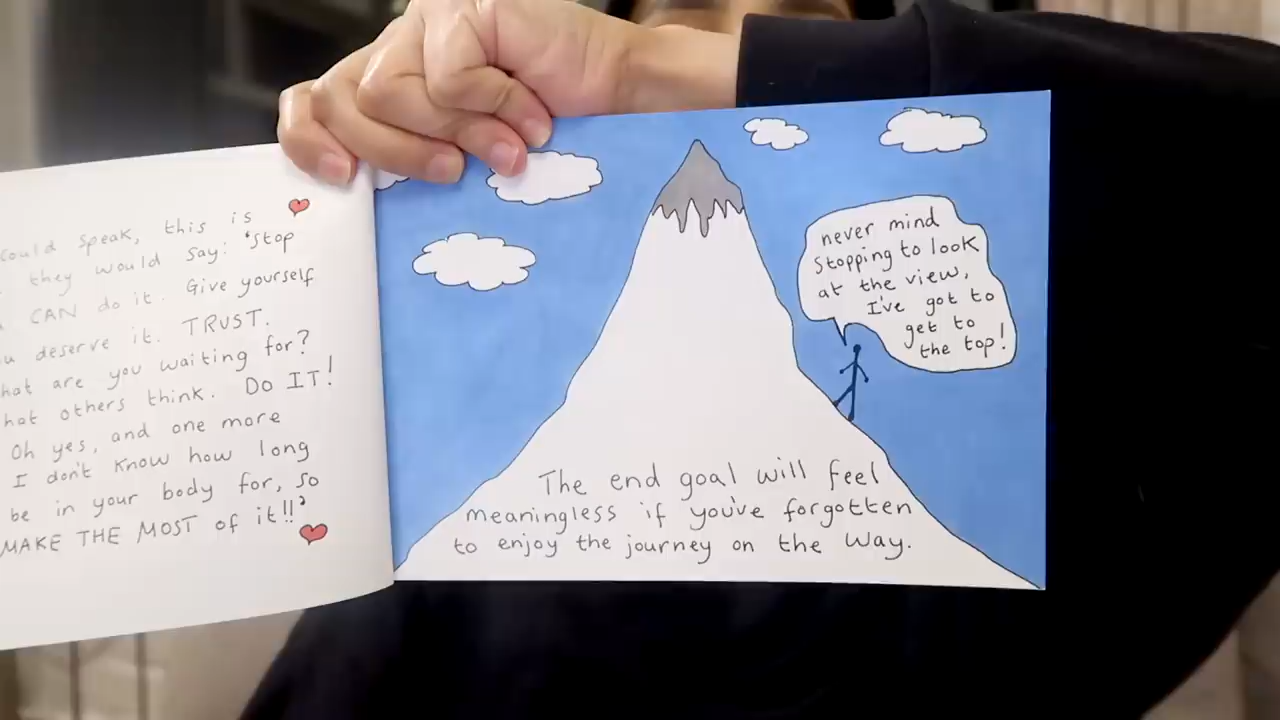 could speak, this is
they would say: 'Stop
CAN do it. Give yourself
deserve it. TRUST.
are you waiting for?
others think. Do IT!
Oh yes, and one more
I don't know how long
be in your body for, so
MAKE THE MOST of it!!'
never mind
stopping to look
at the view,
I've got to
get to
the top!
The end goal will feel
meaningless if you've forgotten
to enjoy the journey on the way.